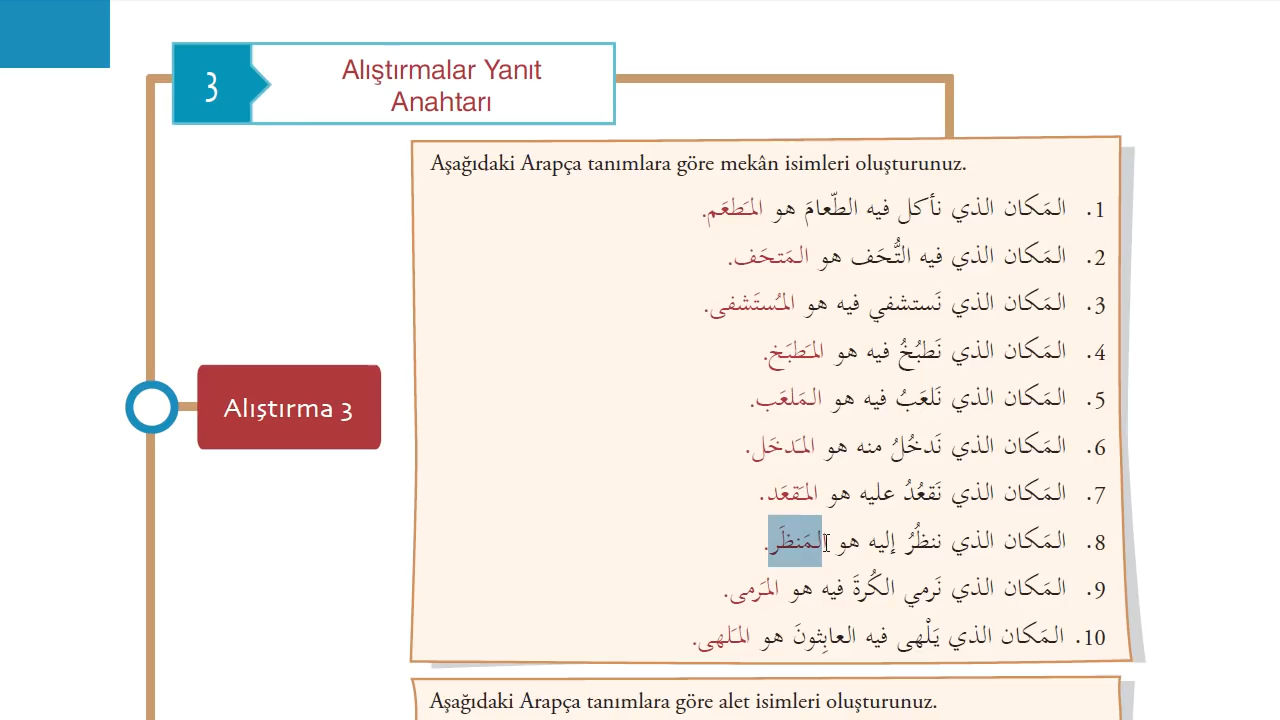 3
Alıştırmalar Yanıt
Anahtarı
Aşağıdaki Arapça tanımlara göre mekân isimleri oluşturunuz.
1. المَكان الذي نأكل فيه الطّعامَ هو المَطعَم.
2. المَكان الذي فيه التُّحَف هو المَتحَف.
3. المَكان الذي نَستشفي فيه هو المُستَشفى.
4. المَكان الذي نَطبُخُ فيه هو المَطبَخ.
5. المَكان الذي نَلعَبُ فيه هو المَلعَب.
6. المَكان الذي نَدخُلُ منه هو المَدخَل.
7. المَكان الذي نَقعُدُ عليه هو المَقعَد.
8. المَكان الذي ننظُرُ إليه هو المَنظَر.
9. المَكان الذي نَرمي الكُرةَ فيه هو المَرمى.
10. المَكان الذي يَلْهى فيه العابِثونَ هو المَلهى.
Alıştırma 3
Aşağıdaki Arapça tanımlara göre alet isimleri oluşturunuz.